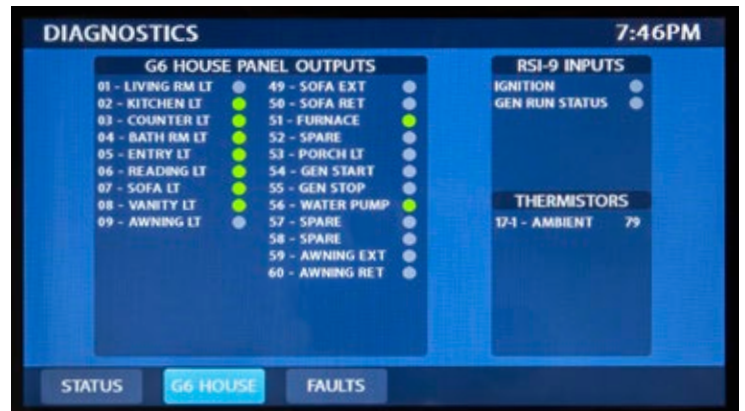 DIAGNOSTICS
7:46PM
G6 HOUSE PANEL OUTPUTS
01 - LIVING RM LT
02 - KITCHEN LT
03 - COUNTER LT
04 - BATH RM LT
05 - ENTRY LT
06 - READING LT
07 - SOFA LT
08 - VANITY LT
09 - AWNING LT
49 - SOFA EXT
50 - SOFA RET
51 - FURNACE
52 - SPARE
53 - PORCH LT
54 - GEN START
55 - GEN STOP
56 - WATER PUMP
57 - SPARE
58 - SPARE
59 - AWNING EXT
60 - AWNING RET
RSI-9 INPUTS
IGNITION
GEN RUN STATUS
THERMISTORS
17-1 - AMBIENT 79
STATUS
G6 HOUSE
FAULTS